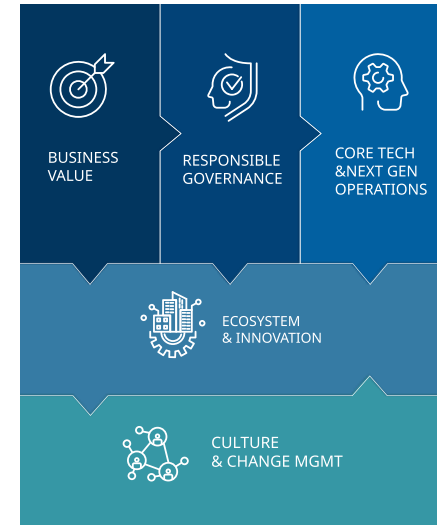 BUSINESS
VALUE
RESPONSIBLE
GOVERNANCE
CORE TECH
&NEXT GEN
OPERATIONS
ECOSYSTEM
& INNOVATION
CULTURE
& CHANGE MGMT